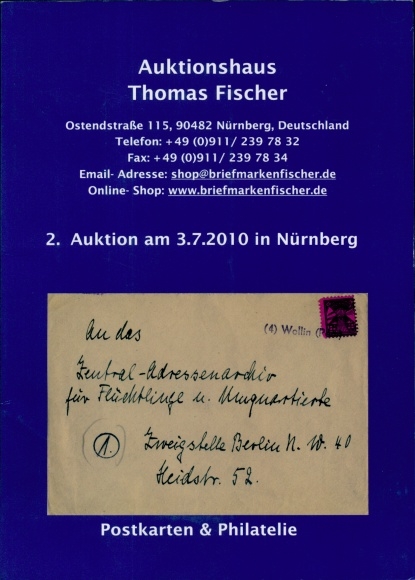 Auktionshaus
Thomas Fischer
Ostendstraße 115, 90482 Nürnberg, Deutschland
Telefon: +49 (0)911/ 239 78 32
Fax: +49 (0)911/ 239 78 34
Email- Adresse: shop@briefmarkenfischer.de
Online- Shop: www.briefmarkenfischer.de
2. Auktion am 3.7.2010 in Nürnberg
(4) Wollin
An das
Zentral-Adressenarchiv
für Flüchtlinge u. Umquartierte
1. Zweigstelle Berlin N. W. 40
Heidstr. 52.
Postkarten & Philatelie